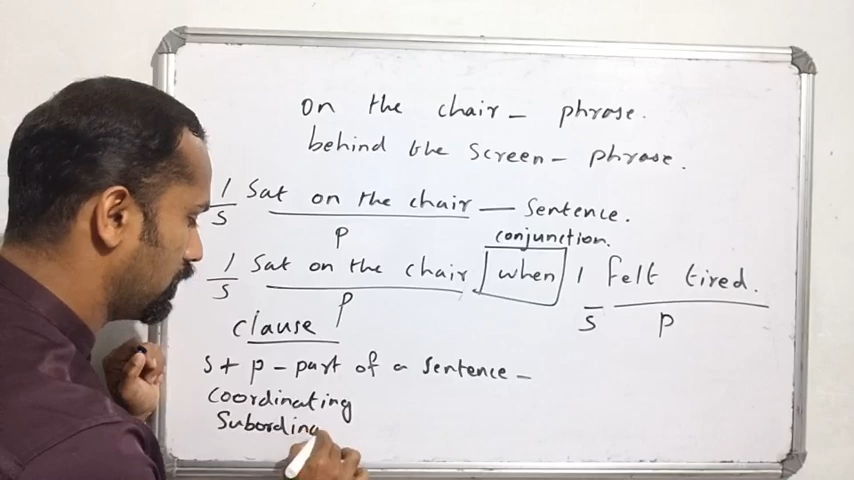 on the chair - phrase.
behind the screen - phrase.
I sat on the chair - sentence.
S P
conjunction.
I sat on the chair when I felt tired.
S P S P
clause
S + P - part of a sentence -
coordinating
Subordina